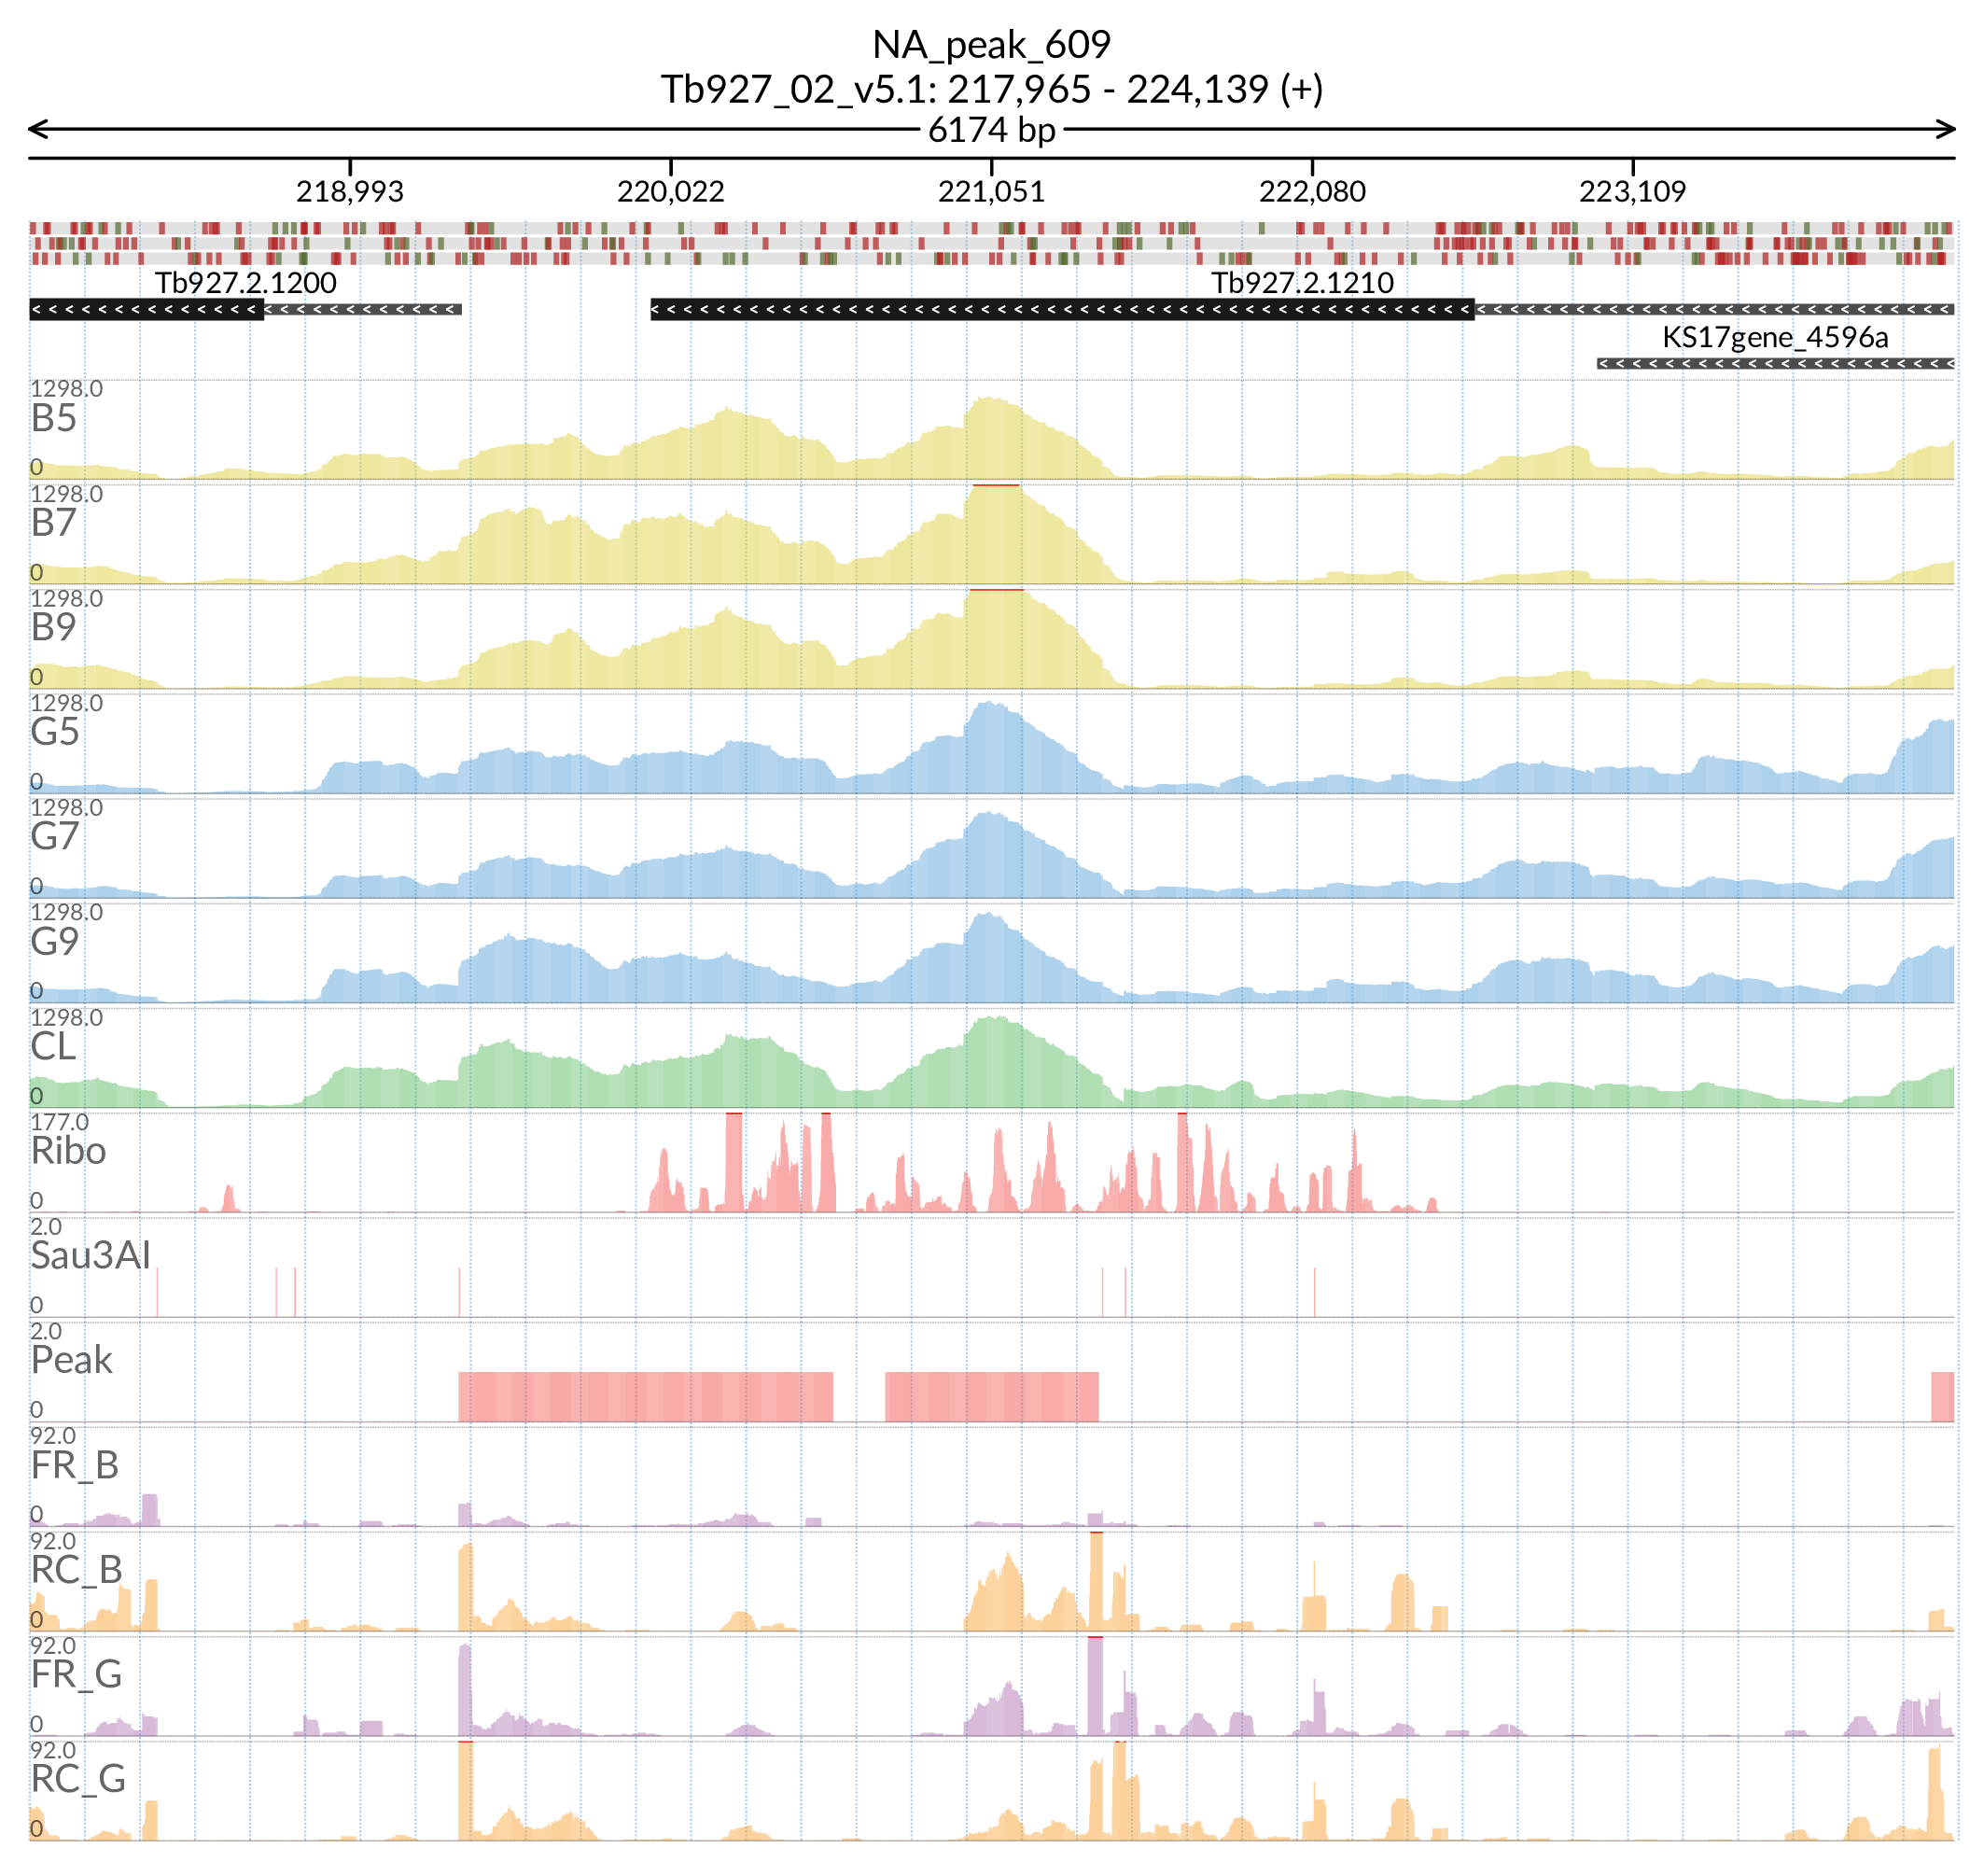 NA_peak_609
Tb927_02_v5.1: 217,965 - 224,139 (+)
6174 bp
218,993 220,022 221,051 222,080 223,109
Tb927.2.1200 Tb927.2.1210
KS17gene_4596a
1298.0
B5
0
1298.0
B7
0
1298.0
B9
0
1298.0
G5
0
1298.0
G7
0
1298.0
G9
0
1298.0
CL
0
177.0
Ribo
0
2.0
Sau3AI
0
2.0
Peak
0
92.0
FR_B
0
92.0
RC_B
0
92.0
FR_G
0
92.0
RC_G
0